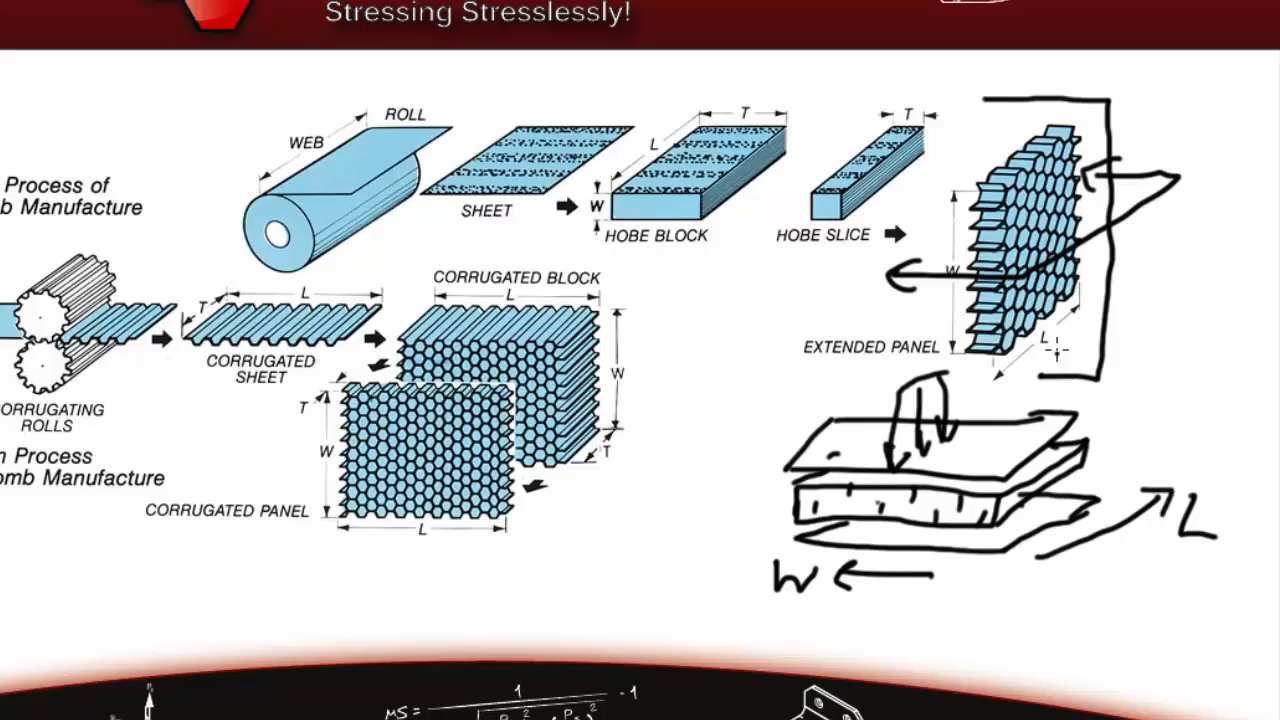 Stressing Stresslessly!
ROLL
WEB
T
L
T
Process of
b Manufacture
SHEET
W
HOBE BLOCK
HOBE SLICE
CORRUGATED BLOCK
L
T
L
W
CORRUGATED
SHEET
EXTENDED PANEL
L
W
T
ORRUGATING
ROLLS
W
T
n Process
omb Manufacture
CORRUGATED PANEL
L
L
W
MS = 1 -1